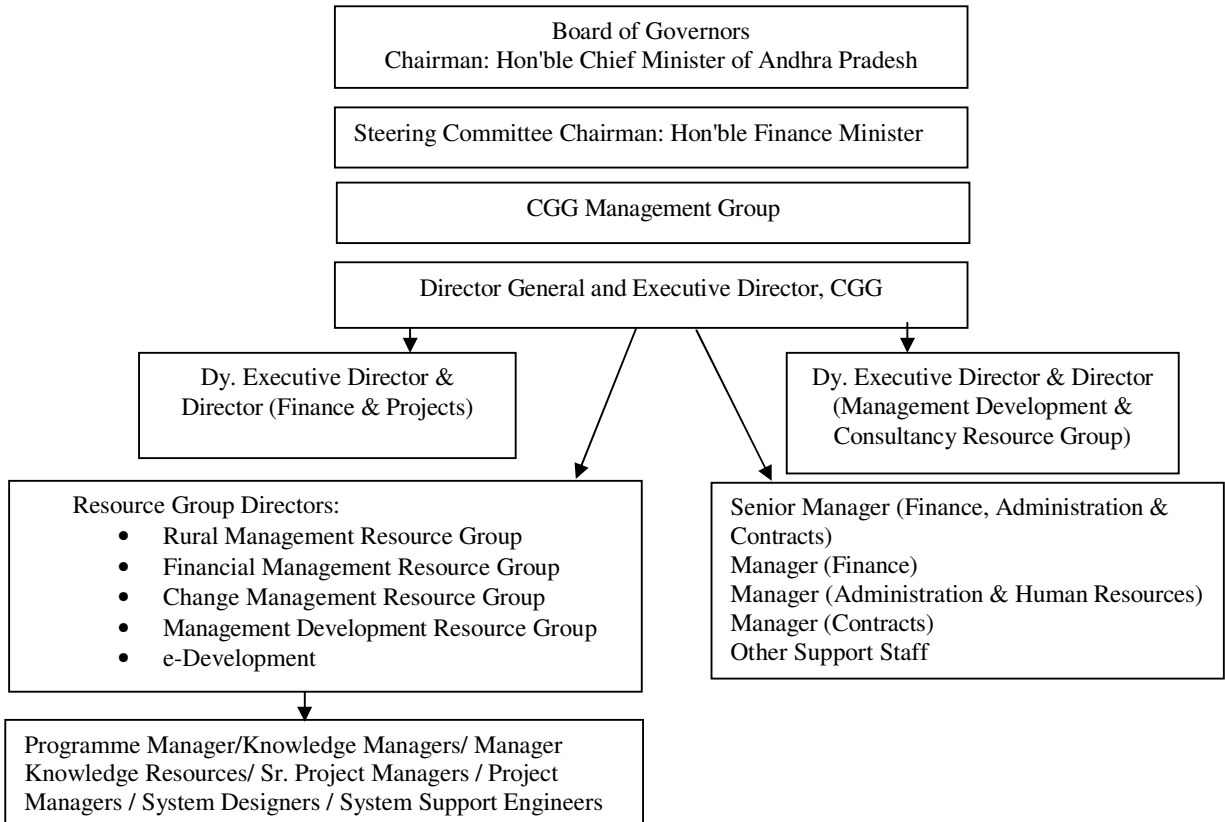 Board of Governors
Chairman: Hon'ble Chief Minister of Andhra Pradesh
Steering Committee Chairman: Hon'ble Finance Minister
CGG Management Group
Director General and Executive Director, CGG
Dy. Executive Director &
Director (Finance & Projects)
Dy. Executive Director & Director
(Management Development &
Consultancy Resource Group)
Resource Group Directors:
• Rural Management Resource Group
• Financial Management Resource Group
• Change Management Resource Group
• Management Development Resource Group
• e-Development
Senior Manager (Finance, Administration &
Contracts)
Manager (Finance)
Manager (Administration & Human Resources)
Manager (Contracts)
Other Support Staff
Programme Manager/Knowledge Managers/ Manager
Knowledge Resources/ Sr. Project Managers / Project
Managers / System Designers / System Support Engineers